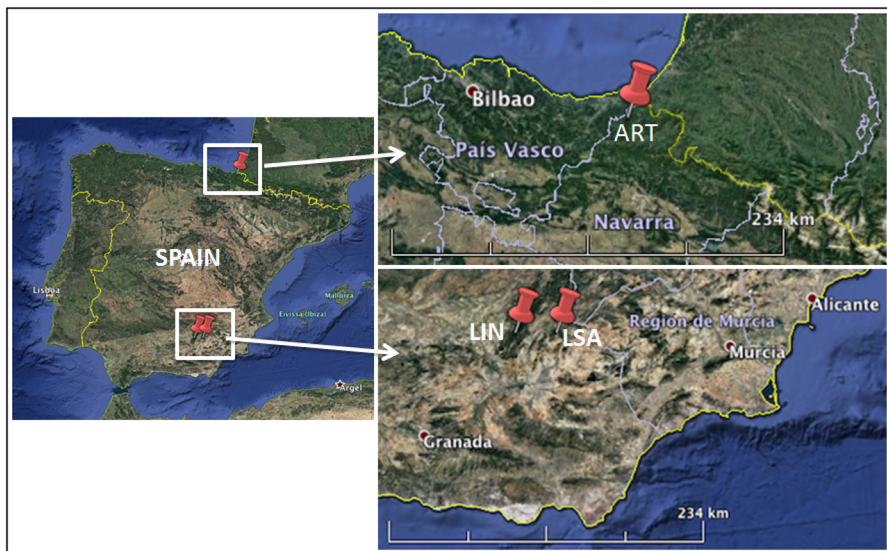 SPAIN
Lisboa
Mallorca
Eivissa (Ibiza)
Argel
Bilbao
ART
País Vasco
Navarra
234 km
LIN
LSA
Alicante
Región de Murcia
Murcia
Granada
234 km